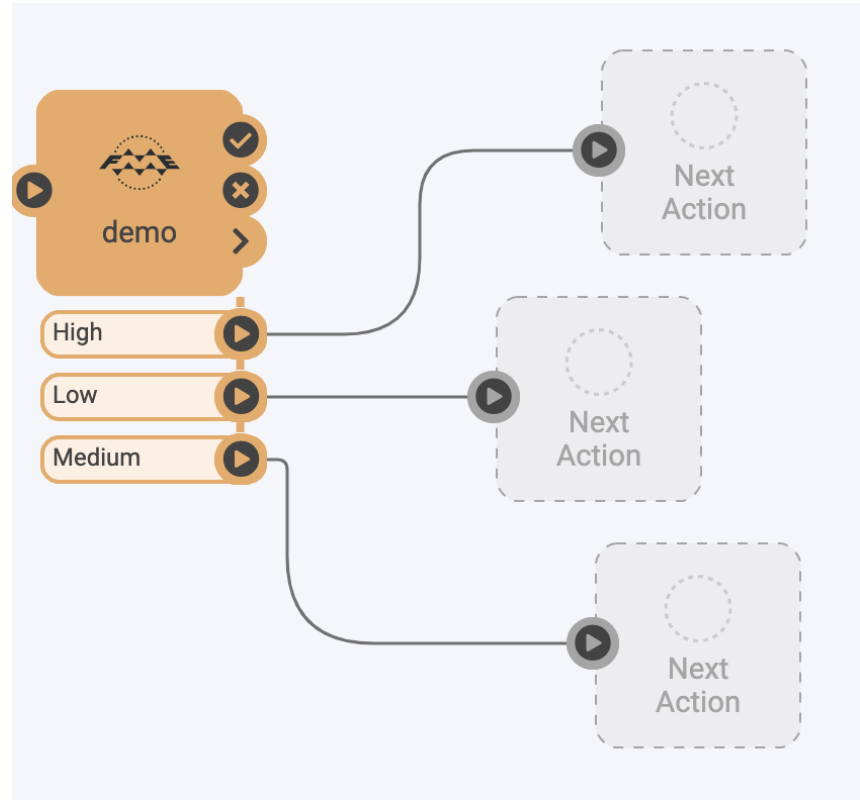 FME
demo
High
Low
Medium
Next
Action
Next
Action
Next
Action